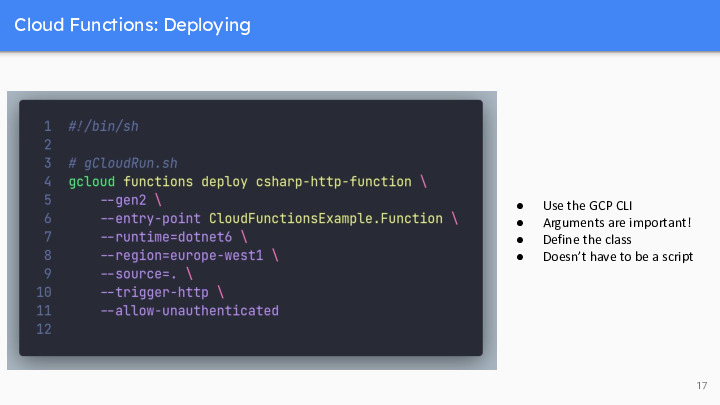 Cloud Functions: Deploying
1 #!/bin/sh
2
3 # gCloudRun.sh
4 gcloud functions deploy csharp-http-function \
5 --gen2 \
6 --entry-point CloudFunctionsExample.Function \
7 --runtime=dotnet6 \
8 --region=europe-west1 \
9 --source=. \
10 --trigger-http \
11 --allow-unauthenticated
12
● Use the GCP CLI
● Arguments are important!
● Define the class
● Doesn’t have to be a script
17